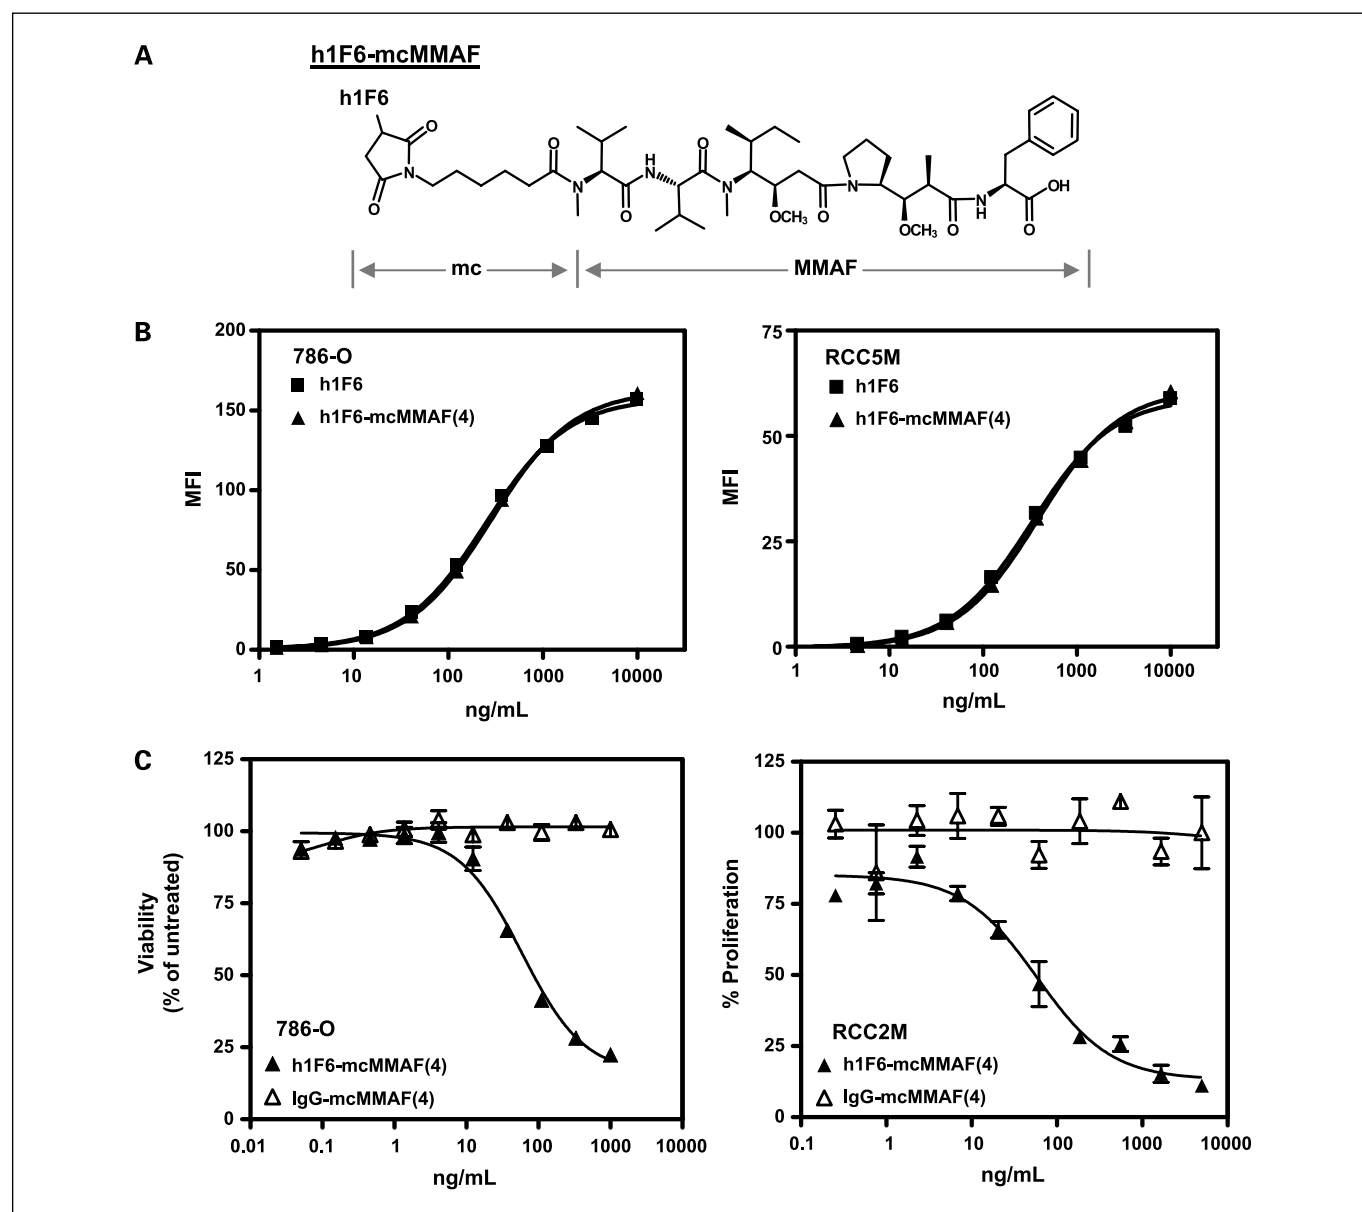 A
h1F6-mcMMAF
h1F6
O
O
N
O
N
O
H
N
O
N
OCH₃
O
N
OCH₃
O
N
H
O
OH
mc
MMAF
B
200
150
100
50
0
MFI
786-O
h1F6
h1F6-mcMMAF(4)
1
10
100
1000
10000
ng/mL
75
50
25
0
MFI
RCC5M
h1F6
h1F6-mcMMAF(4)
1
10
100
1000
10000
ng/mL
C
125
100
75
50
25
0
Viability
(% of untreated)
786-O
h1F6-mcMMAF(4)
IgG-mcMMAF(4)
0.01
0.1
1
10
100
1000
10000
ng/mL
125
100
75
50
25
0
% Proliferation
RCC2M
h1F6-mcMMAF(4)
IgG-mcMMAF(4)
0.1
1
10
100
1000
10000
ng/mL